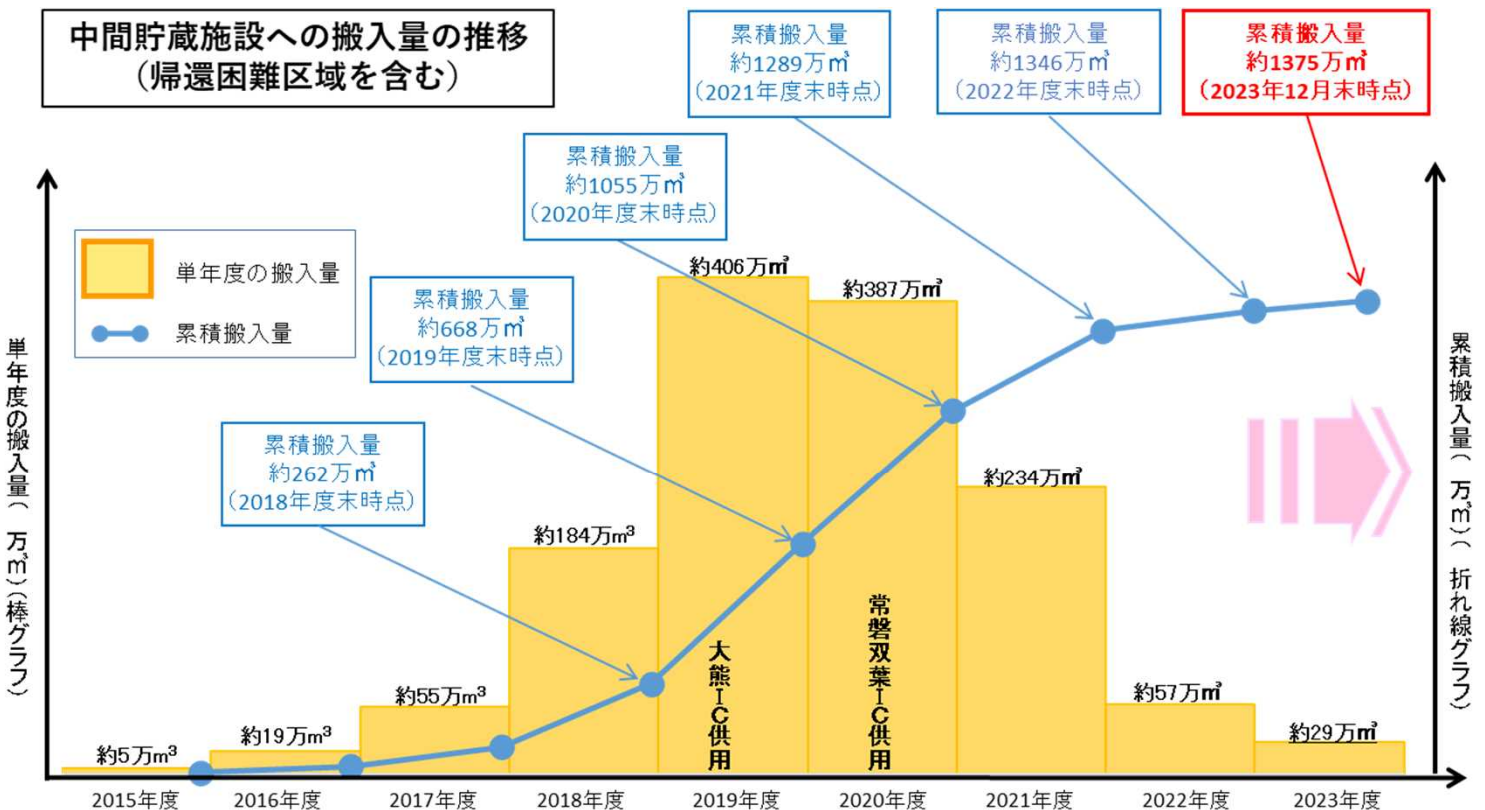 中間貯蔵施設への搬入量の推移
(帰還困難区域を含む)
累積搬入量
約1289万㎥
(2021年度末時点)
累積搬入量
約1346万㎥
(2022年度末時点)
累積搬入量
約1375万㎥
(2023年12月末時点)
累積搬入量
約1055万㎥
(2020年度末時点)
累積搬入量
約668万㎥
(2019年度末時点)
累積搬入量
約262万㎥
(2018年度末時点)
単年度の搬入量
累積搬入量
単年度の搬入量(万㎥)(棒グラフ)
累積搬入量(万㎥)(折れ線グラフ)
約5万m³
約19万m³
約55万m³
約184万m³
約406万㎥
約387万㎥
約234万㎥
約57万㎥
約29万㎥
大熊IC供用
常磐双葉IC供用
2015年度
2016年度
2017年度
2018年度
2019年度
2020年度
2021年度
2022年度
2023年度